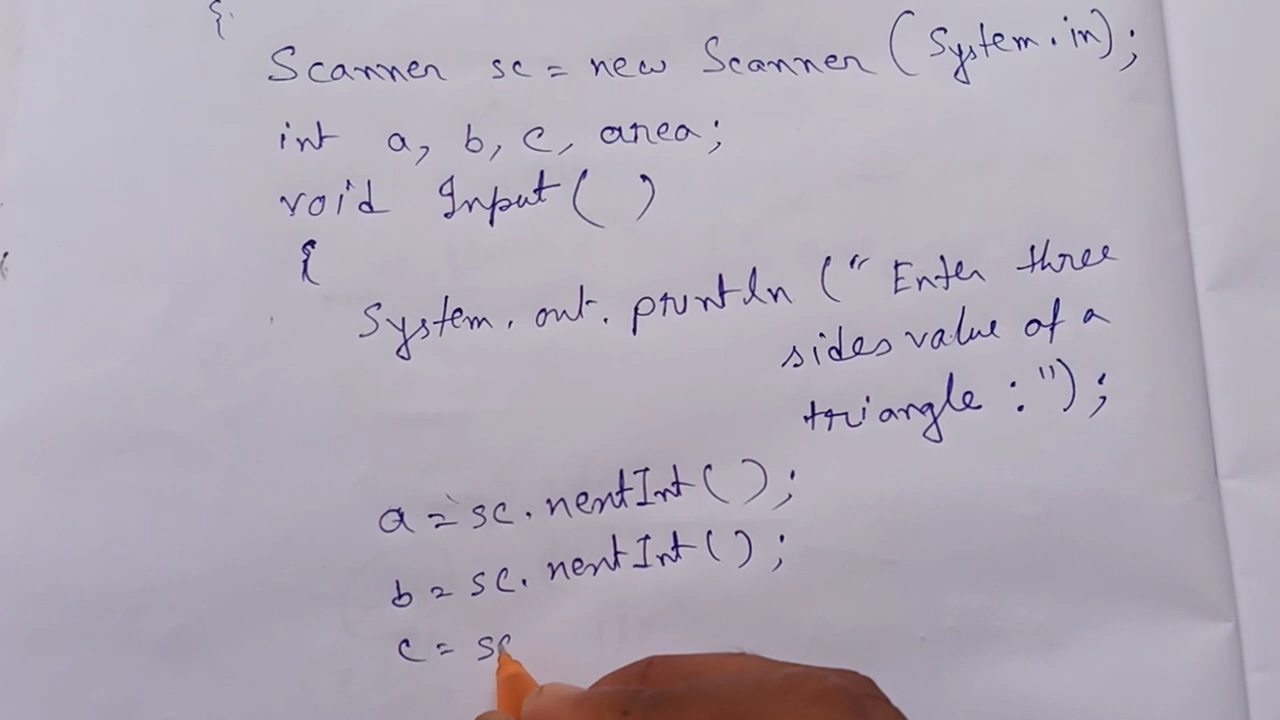 {
Scanner sc = new Scanner (System.in);
int a, b, c, area;
void Input( )
{
System.out.println (" Enter three
sides value of a
triangle : ");
a = sc. nextInt( );
b = sc. nextInt( );
c = sc